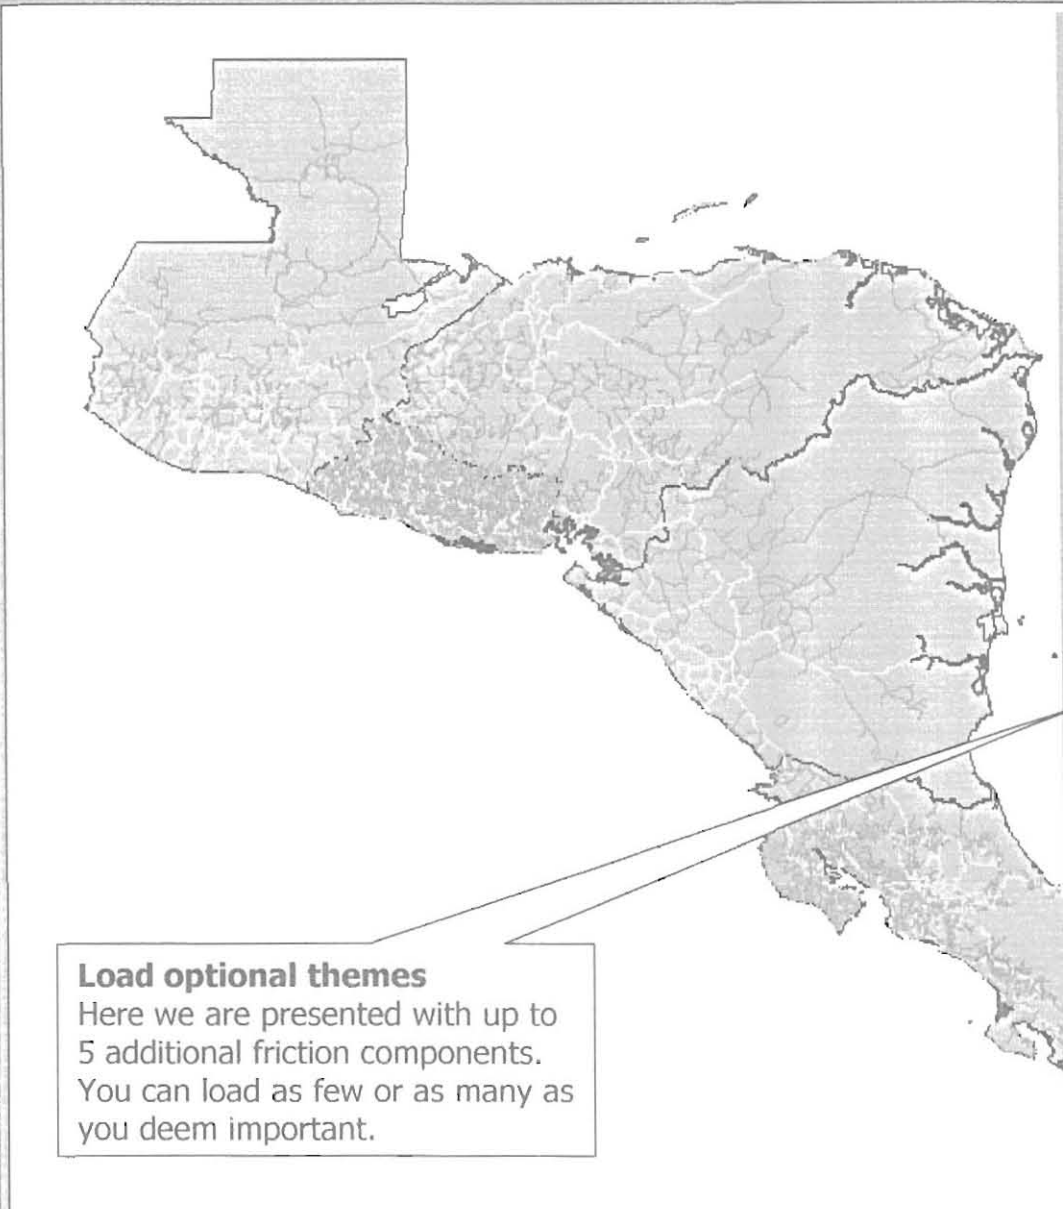 Load optional themes
Here we are presented with up to
5 additional friction components.
You can load as few or as many as
you deem important.